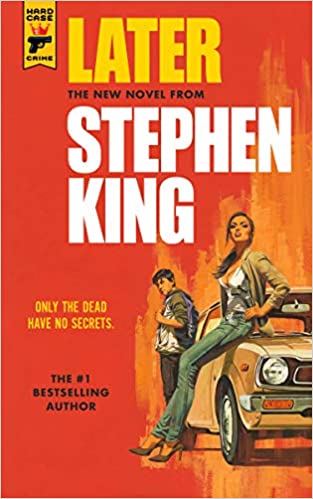 HARD
CASE
CRIME
LATER
THE NEW NOVEL FROM
STEPHEN
KING
ONLY THE DEAD
HAVE NO SECRETS.
THE #1
BESTSELLING
AUTHOR